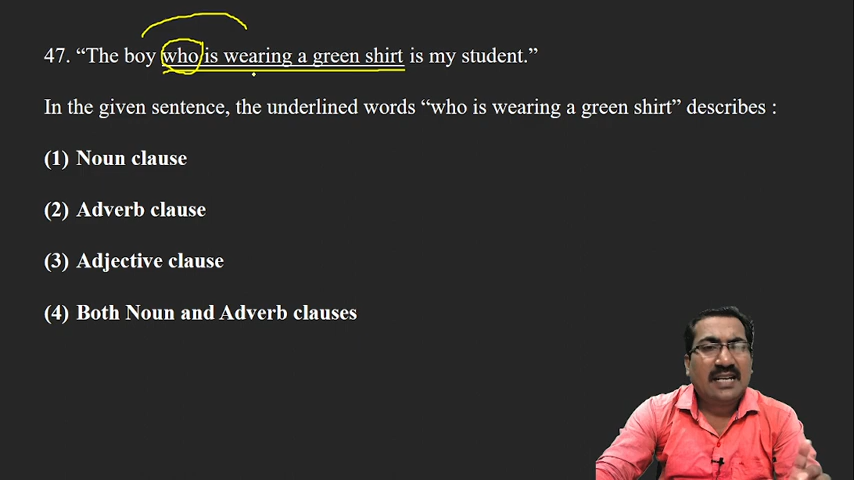 47. “The boy who is wearing a green shirt is my student.”
In the given sentence, the underlined words “who is wearing a green shirt” describes :
(1) Noun clause
(2) Adverb clause
(3) Adjective clause
(4) Both Noun and Adverb clauses